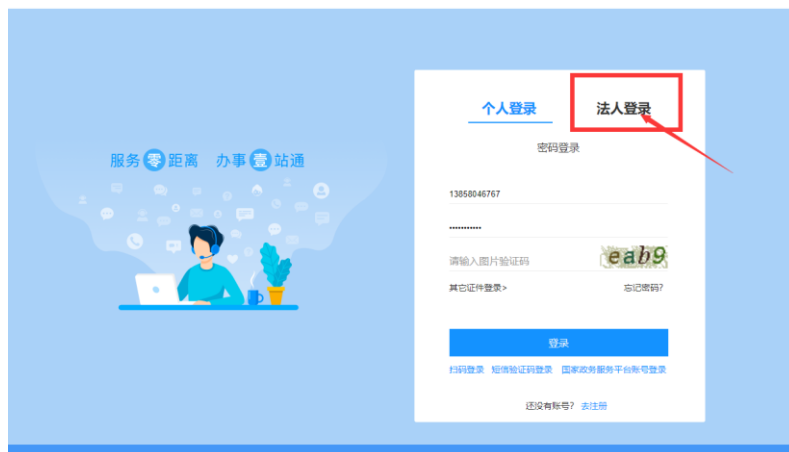 服务零距离 办事壹站通
个人登录 法人登录
密码登录
13858046767
•••••••••••
请输入图片验证码 eab9
其它证件登录> 忘记密码?
登录
扫码登录 短信验证码登录 国家政务服务平台账号登录
还没有账号? 去注册